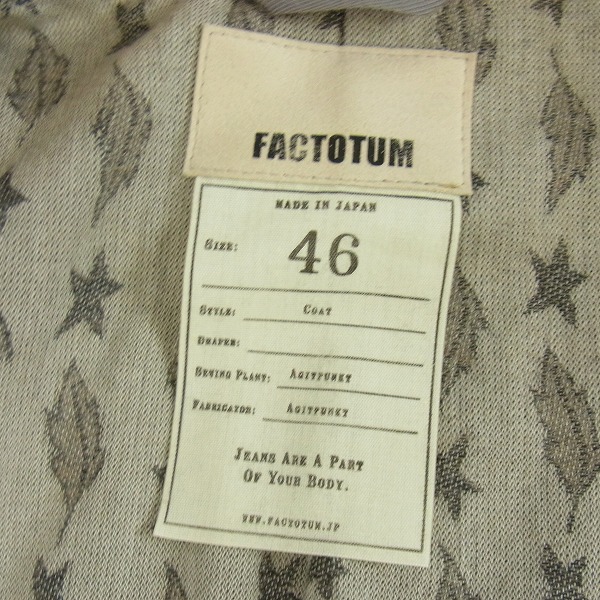 FACTOTUM
MADE IN JAPAN
SIZE: 46
STYLE: COAT
DRAPER:
SEWING PLANT: AGITPUNKT
FABRICATOR: AGITPUNKT
JEANS ARE A PART
OF YOUR BODY.
WWW.FACTOTUM.JP